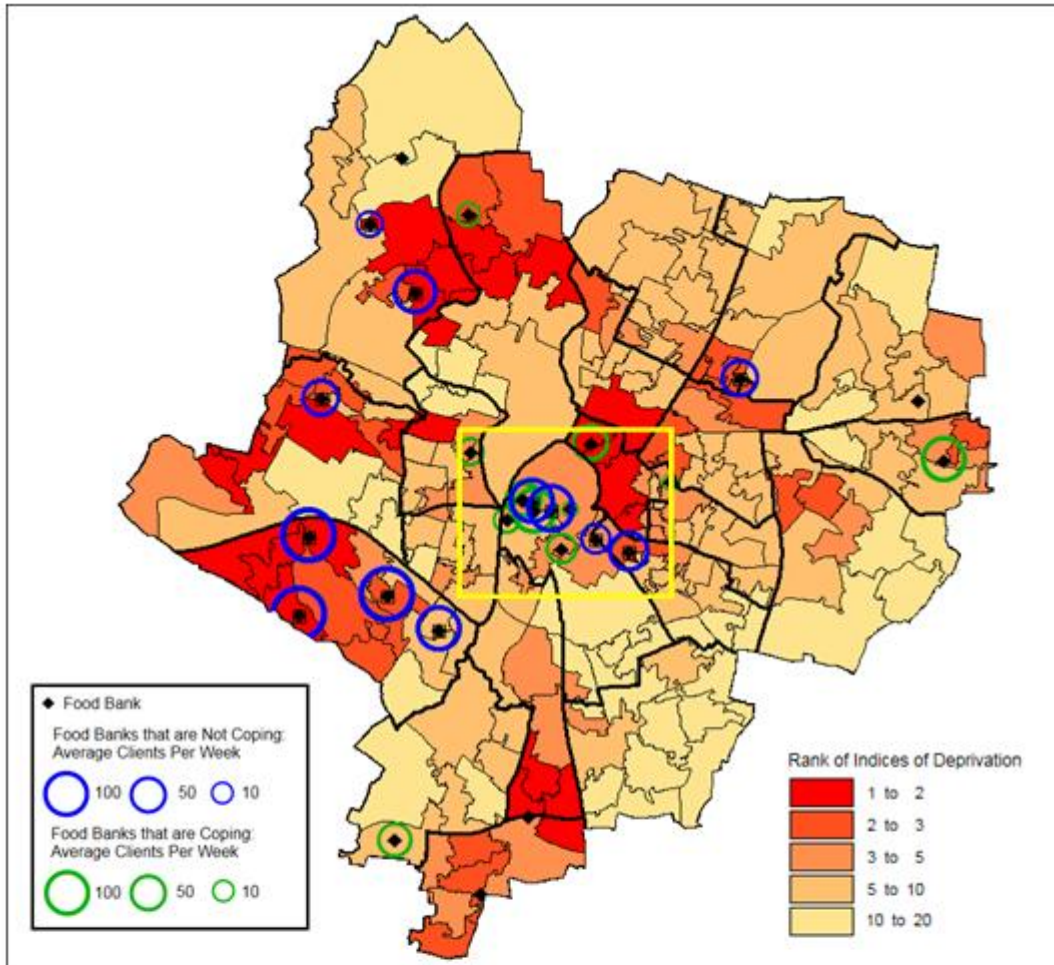 Food Bank
Food Banks that are Not Coping:
Average Clients Per Week
100 50 10
Food Banks that are Coping:
Average Clients Per Week
100 50 10
Rank of Indices of Deprivation
1 to 2
2 to 3
3 to 5
5 to 10
10 to 20